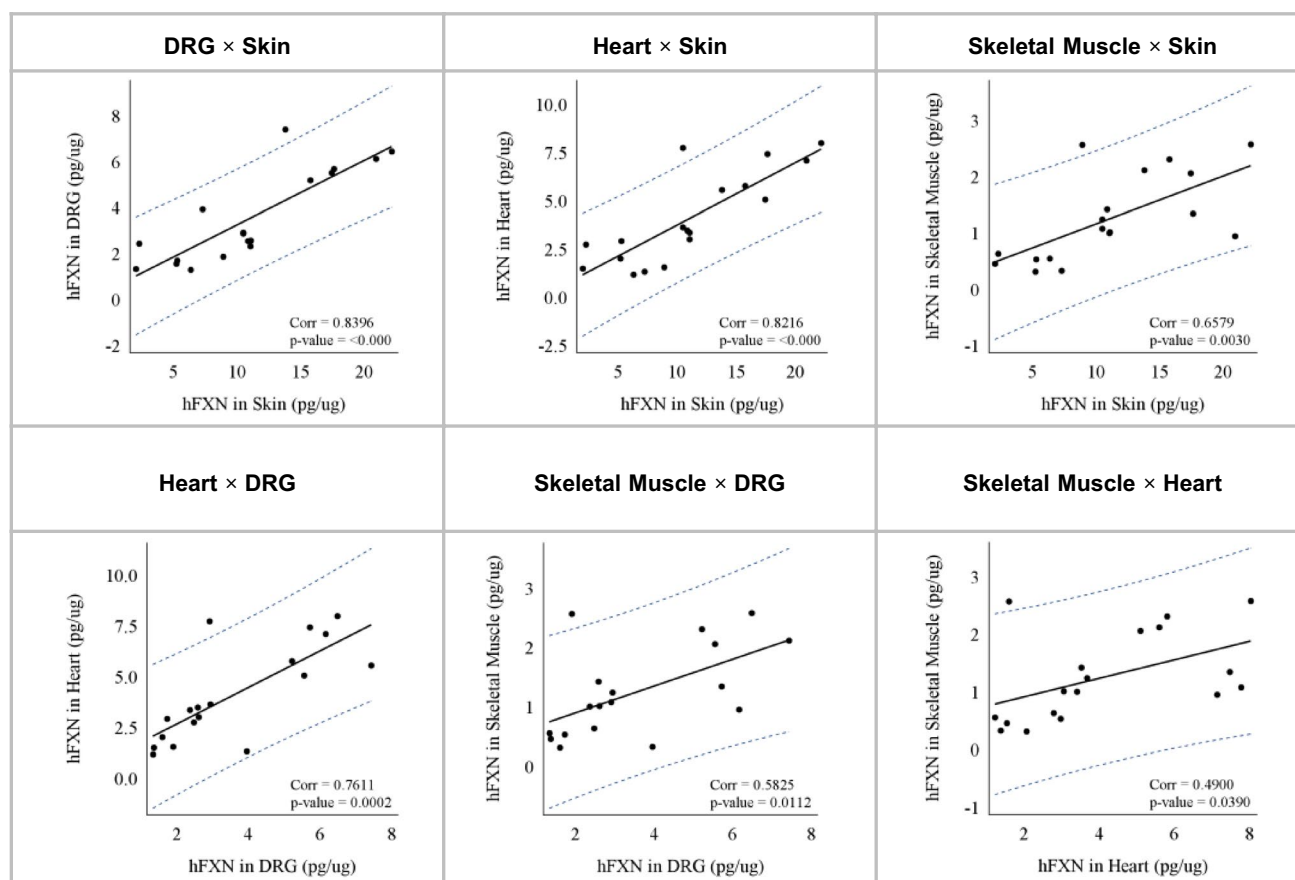 DRG × Skin
Heart × Skin
Skeletal Muscle × Skin
hFXN in DRG (pg/ug)
8
6
4
2
0
-2
Corr = 0.8396
p-value = <0.000
5 10 15 20
hFXN in Skin (pg/ug)
hFXN in Heart (pg/ug)
10.0
7.5
5.0
2.5
0.0
-2.5
Corr = 0.8216
p-value = <0.000
5 10 15 20
hFXN in Skin (pg/ug)
hFXN in Skeletal Muscle (pg/ug)
3
2
1
0
-1
Corr = 0.6579
p-value = 0.0030
5 10 15 20
hFXN in Skin (pg/ug)
Heart × DRG
Skeletal Muscle × DRG
Skeletal Muscle × Heart
hFXN in Heart (pg/ug)
10.0
7.5
5.0
2.5
0.0
Corr = 0.7611
p-value = 0.0002
2 4 6 8
hFXN in DRG (pg/ug)
hFXN in Skeletal Muscle (pg/ug)
3
2
1
0
Corr = 0.5825
p-value = 0.0112
2 4 6 8
hFXN in DRG (pg/ug)
hFXN in Skeletal Muscle (pg/ug)
3
2
1
0
-1
Corr = 0.4900
p-value = 0.0390
2 4 6 8
hFXN in Heart (pg/ug)